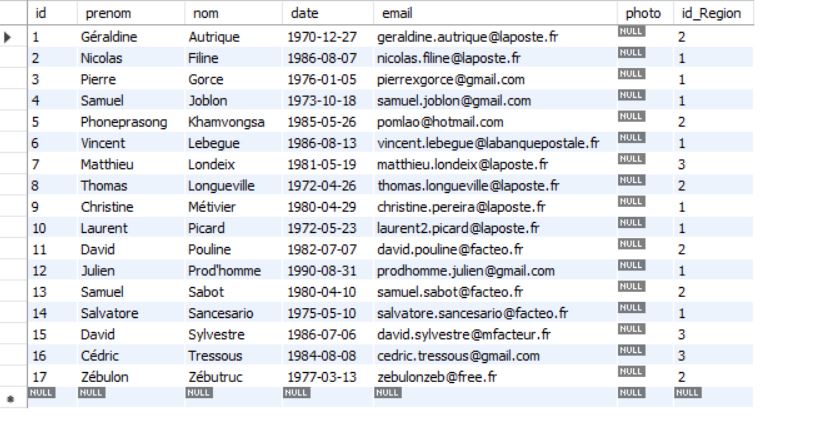 id prenom nom date email photo id_Region
1 Géraldine Autrique 1970-12-27 geraldine.autrique@laposte.fr NULL 2
2 Nicolas Filine 1986-08-07 nicolas.filine@laposte.fr NULL 1
3 Pierre Gorce 1976-01-05 pierrexgorce@gmail.com NULL 1
4 Samuel Joblon 1973-10-18 samuel.joblon@gmail.com NULL 1
5 Phoneprasong Khamvongsa 1985-05-26 pomlao@hotmail.com NULL 2
6 Vincent Lebegue 1986-08-13 vincent.lebegue@labanquepostale.fr NULL 1
7 Matthieu Londeix 1981-05-19 matthieu.londeix@laposte.fr NULL 3
8 Thomas Longueville 1972-04-26 thomas.longueville@laposte.fr NULL 2
9 Christine Métivier 1980-04-29 christine.pereira@laposte.fr NULL 1
10 Laurent Picard 1972-05-23 laurent2.picard@laposte.fr NULL 1
11 David Pouline 1982-07-07 david.pouline@facteo.fr NULL 2
12 Julien Prod'homme 1990-08-31 prodhomme.julien@gmail.com NULL 1
13 Samuel Sabot 1980-04-10 samuel.sabot@facteo.fr NULL 2
14 Salvatore Sancesario 1975-05-10 salvatore.sancesario@facteo.fr NULL 1
15 David Sylvestre 1986-07-06 david.sylvestre@mfacteur.fr NULL 3
16 Cédric Tressous 1984-08-08 cedric.tressous@gmail.com NULL 3
17 Zébulon Zébutruc 1977-03-13 zebulonzeb@free.fr NULL 2
NULL NULL NULL NULL NULL NULL NULL